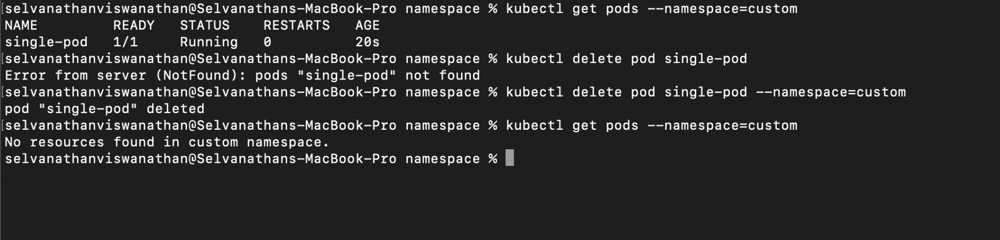 [selvanathanviswanathan@Selvanathans-MacBook-Pro namespace % kubectl get pods --namespace=custom
NAME         READY   STATUS    RESTARTS   AGE
single-pod   1/1     Running   0          20s
[selvanathanviswanathan@Selvanathans-MacBook-Pro namespace % kubectl delete pod single-pod
Error from server (NotFound): pods "single-pod" not found
[selvanathanviswanathan@Selvanathans-MacBook-Pro namespace % kubectl delete pod single-pod --namespace=custom
pod "single-pod" deleted
[selvanathanviswanathan@Selvanathans-MacBook-Pro namespace % kubectl get pods --namespace=custom
No resources found in custom namespace.
selvanathanviswanathan@Selvanathans-MacBook-Pro namespace %